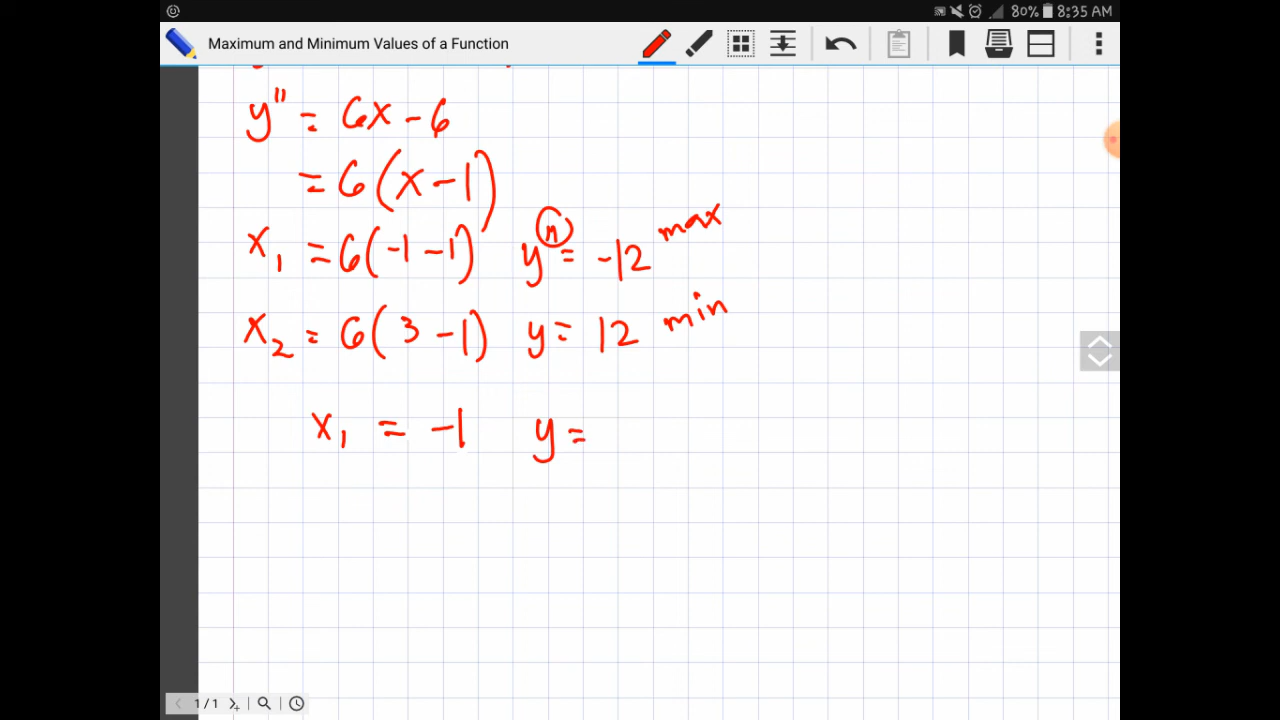 80% 8:35 AM
Maximum and Minimum Values of a Function
y" = 6x - 6
= 6(x - 1)
x₁ = 6(-1 - 1) y" = -12 max
x₂ = 6(3 - 1) y = 12 min
x₁ = -1 y =
1/1